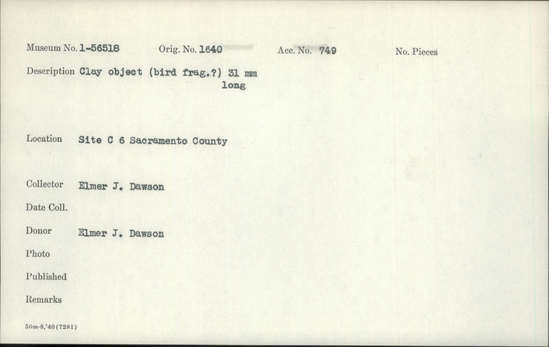 Museum No. 1-56518 Orig. No. 1640 Acc. No. 749 No. Pieces
Description Clay object (bird frag.?) 31 mm
long
Location Site C 6 Sacramento County
Collector Elmer J. Dawson
Date Coll.
Donor Elmer J. Dawson
Photo
Published
Remarks
50m-8,'40(7281)